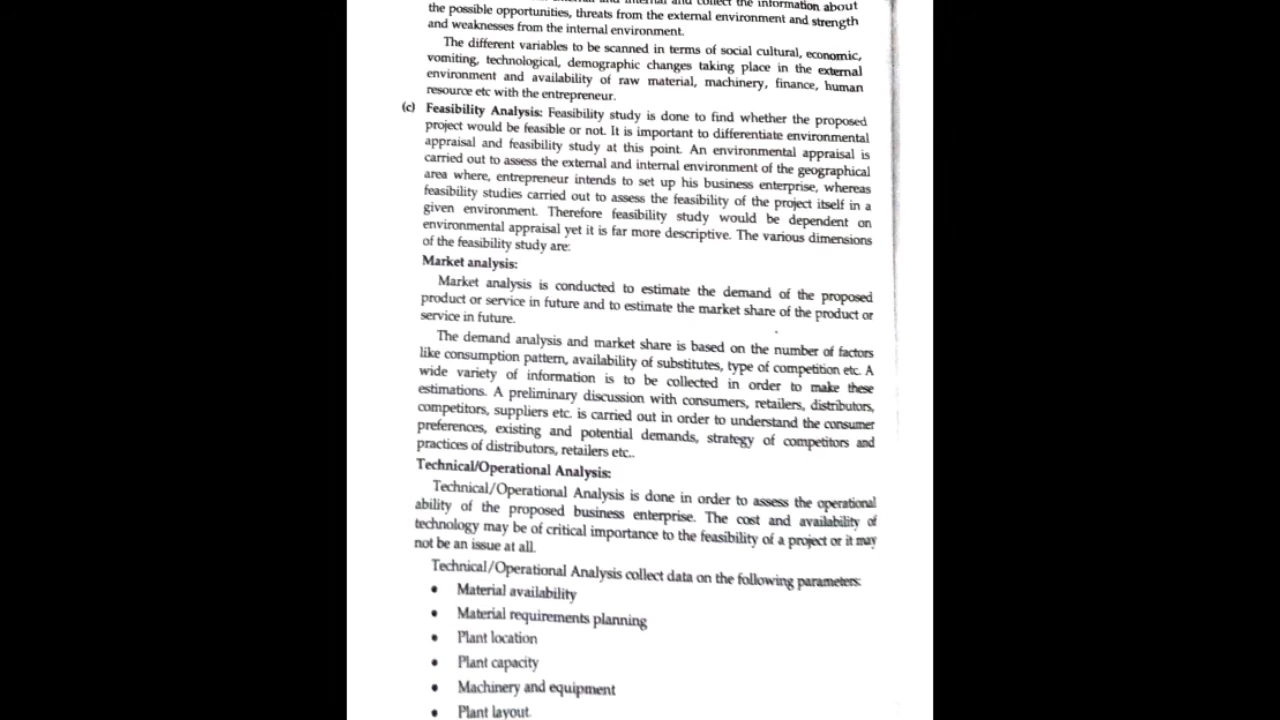 and collect the information about
the possible opportunities, threats from the external environment and strength
and weaknesses from the internal environment.
The different variables to be scanned in terms of social cultural, economic,
vomiting, technological, demographic changes taking place in the external
environment and availability of raw material, machinery, finance, human
resource etc with the entrepreneur.
(c) Feasibility Analysis: Feasibility study is done to find whether the proposed
project would be feasible or not. It is important to differentiate environmental
appraisal and feasibility study at this point. An environmental appraisal is
carried out to assess the external and internal environment of the geographical
area where, entrepreneur intends to set up his business enterprise, whereas
feasibility studies carried out to assess the feasibility of the project itself in a
given environment. Therefore feasibility study would be dependent on
environmental appraisal yet it is far more descriptive. The various dimensions
of the feasibility study are:
Market analysis:
Market analysis is conducted to estimate the demand of the proposed
product or service in future and to estimate the market share of the product or
service in future.
The demand analysis and market share is based on the number of factors
like consumption pattern, availability of substitutes, type of competition etc. A
wide variety of information is to be collected in order to make these
estimations. A preliminary discussion with consumers, retailers, distributors,
competitors, suppliers etc. is carried out in order to understand the consumer
preferences, existing and potential demands, strategy of competitors and
practices of distributors, retailers etc..
Technical/Operational Analysis:
Technical/Operational Analysis is done in order to assess the operational
ability of the proposed business enterprise. The cost and availability of
technology may be of critical importance to the feasibility of a project or it may
not be an issue at all.
Technical/Operational Analysis collect data on the following parameters:
• Material availability
• Material requirements planning
• Plant location
• Plant capacity
• Machinery and equipment
• Plant layout